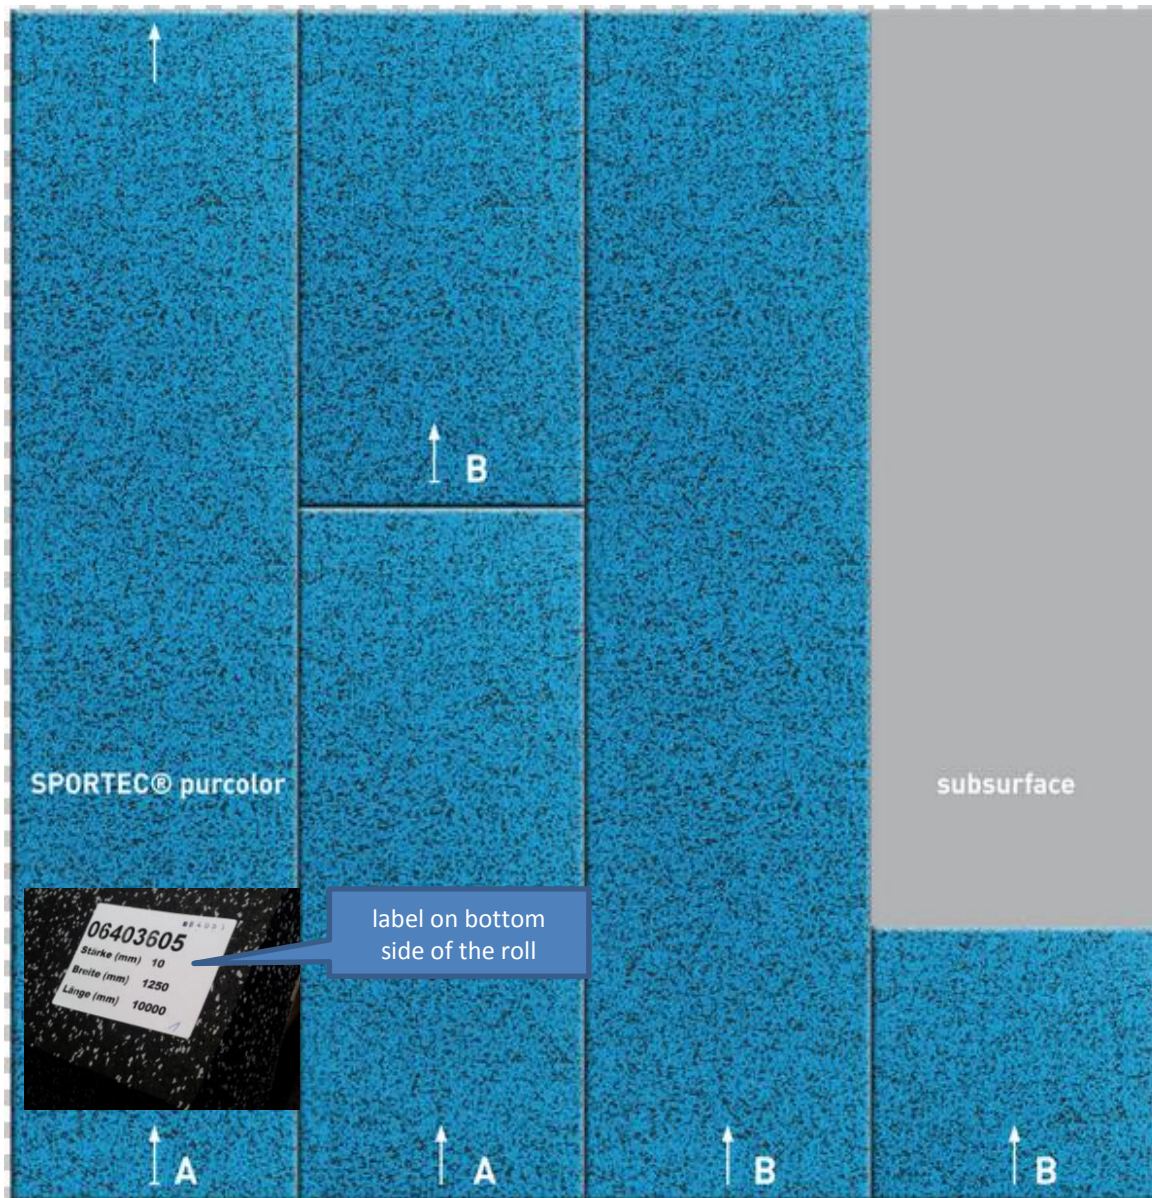 B
SPORTEC® purcolor
subsurface
06403605
Stärke (mm) 10
Breite (mm) 1250
Länge (mm) 10000
label on bottom
side of the roll
A
A
B
B